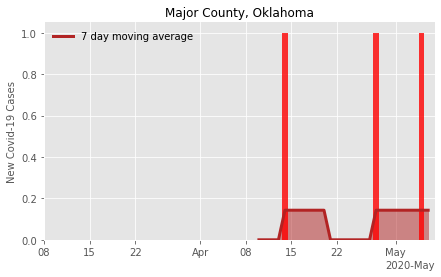 Major County, Oklahoma
7 day moving average
New Covid-19 Cases
1.0
0.8
0.6
0.4
0.2
0.0
08 15 22 Apr 08 15 22 May
2020-May